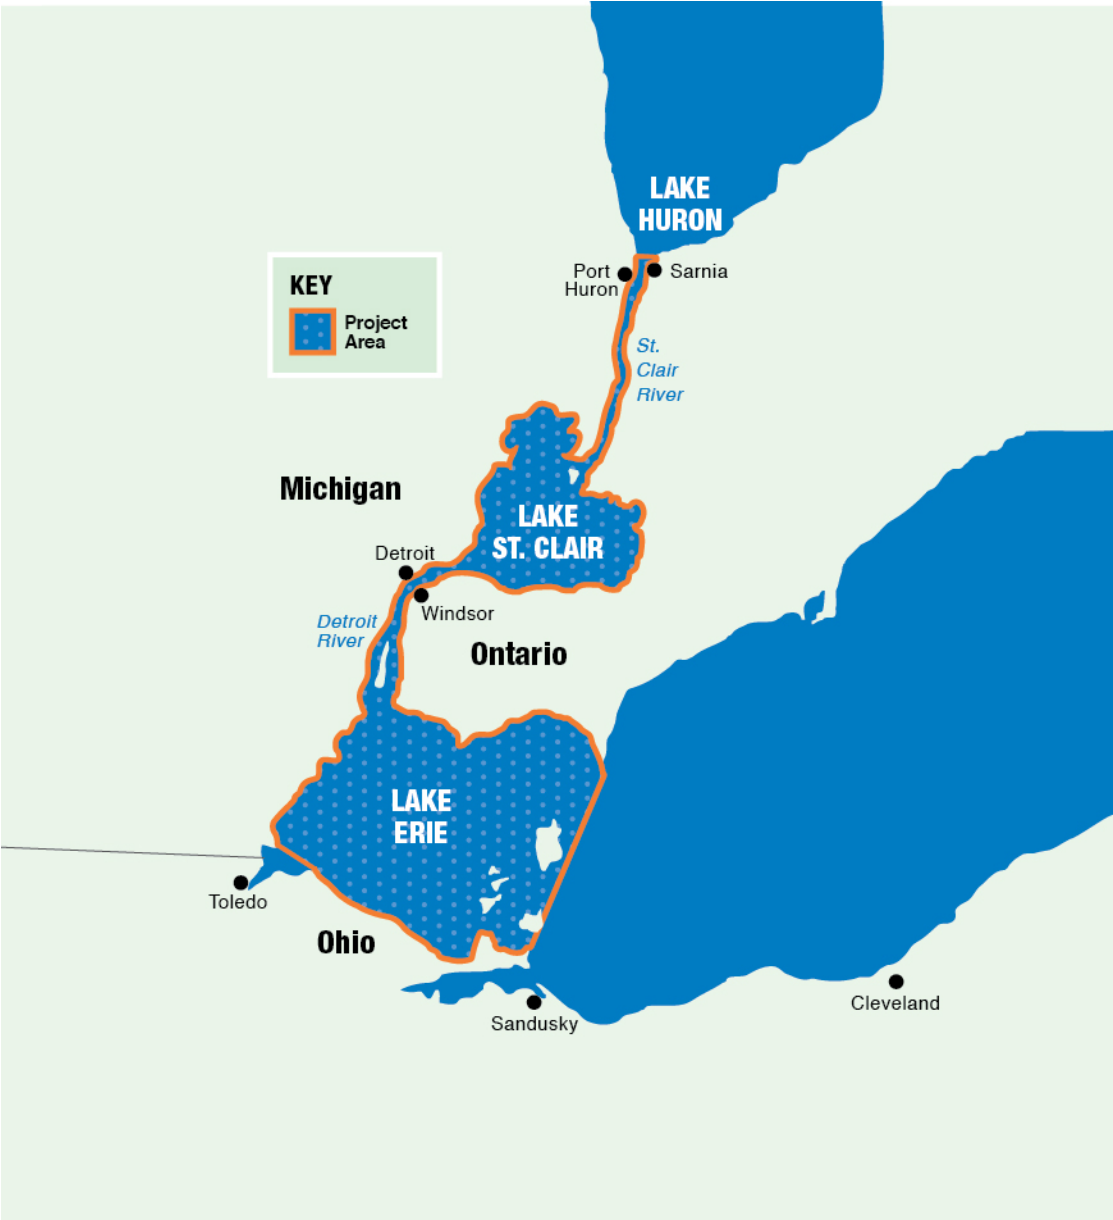 LAKE
HURON
Port
Huron
Sarnia
KEY
Project
Area
St.
Clair
River
Michigan
LAKE
ST. CLAIR
Detroit
Windsor
Detroit
River
Ontario
LAKE
ERIE
Toledo
Ohio
Cleveland
Sandusky